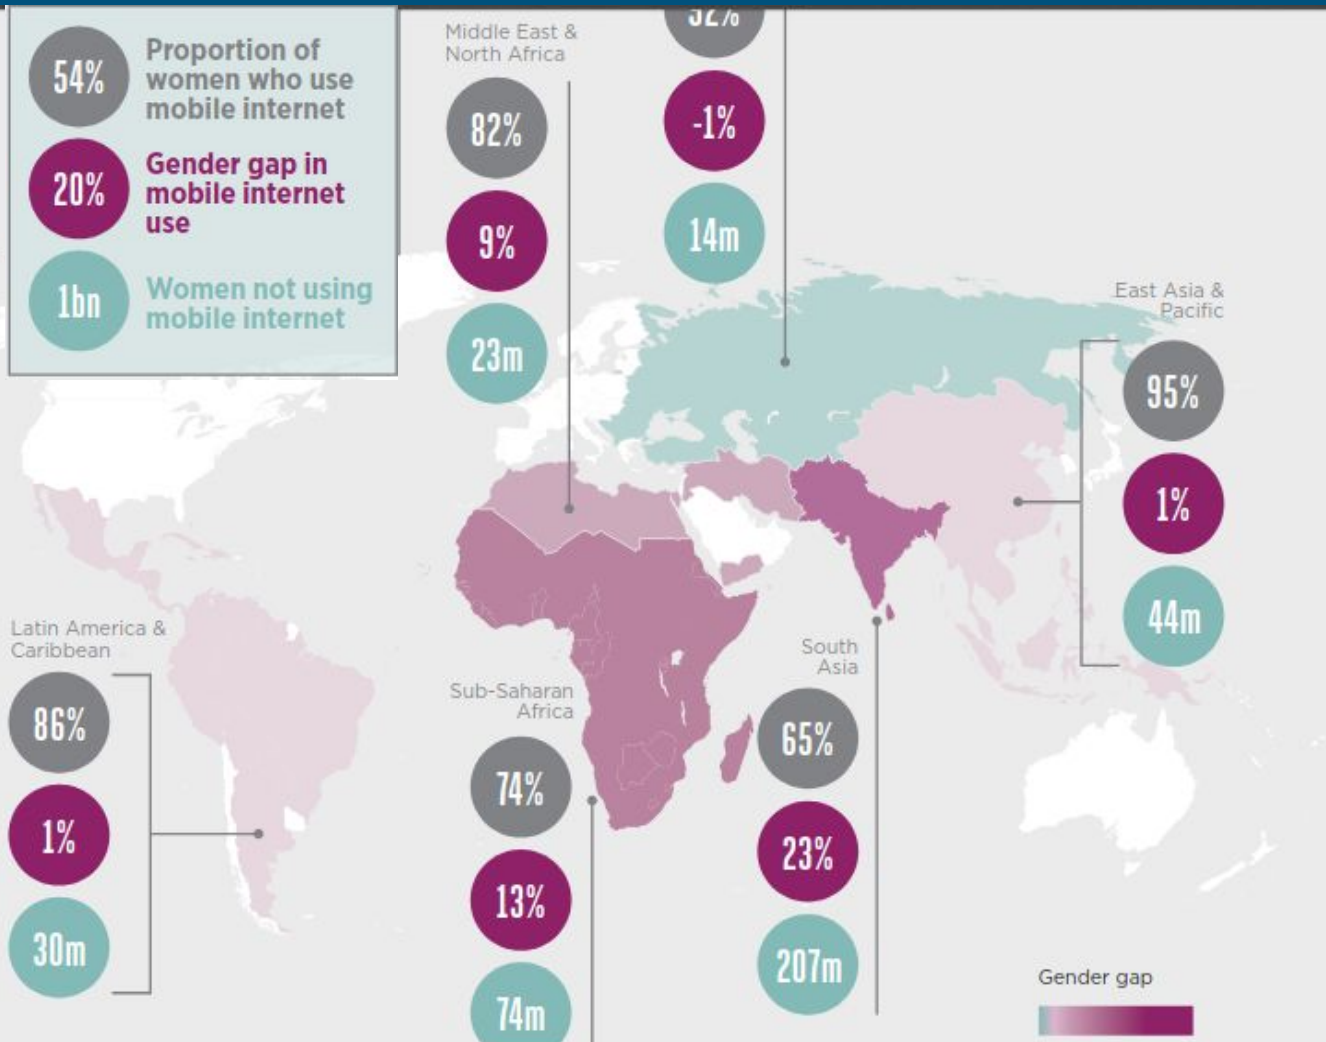 54%
Proportion of
women who use
mobile internet
20%
Gender gap in
mobile internet
use
1bn
Women not using
mobile internet
Middle East &
North Africa
82%
9%
23m
-1%
14m
East Asia &
Pacific
95%
1%
44m
Latin America &
Caribbean
86%
1%
30m
Sub-Saharan
Africa
74%
13%
74m
South
Asia
65%
23%
207m
Gender gap